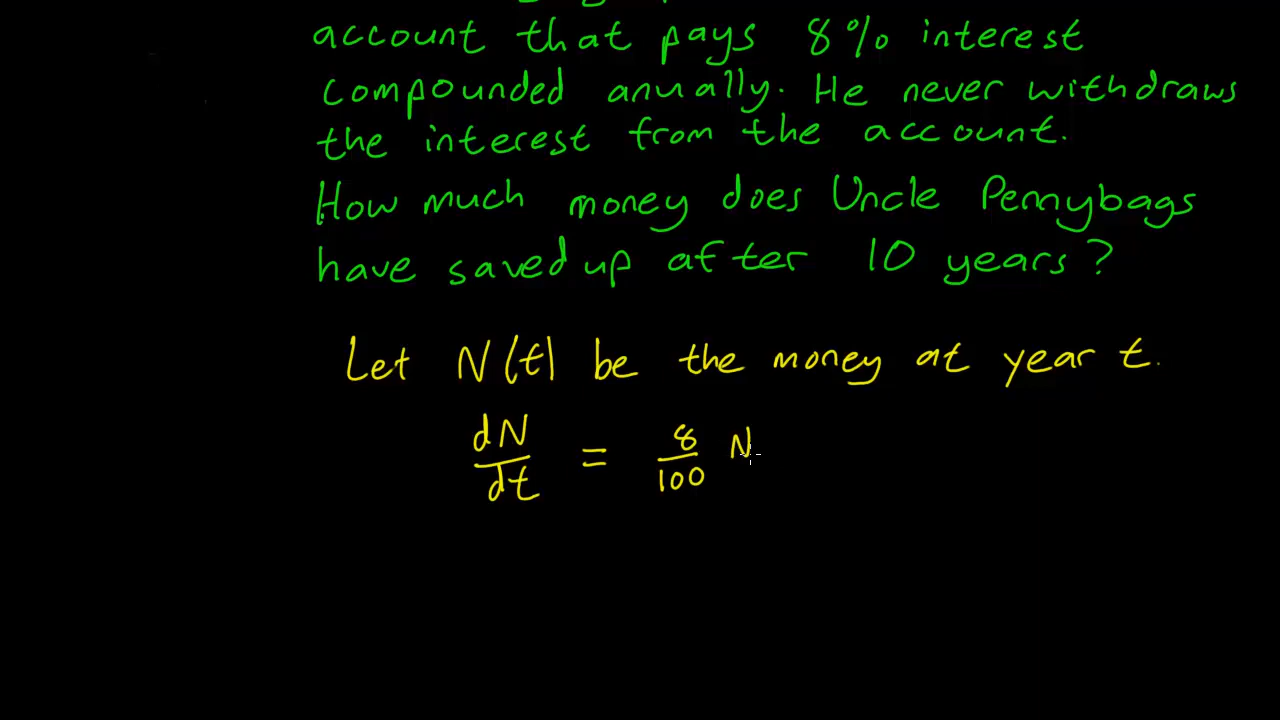 account that pays 8% interest
compounded anually. He never withdraws
the interest from the account.
How much money does Uncle Pennybags
have saved up after 10 years?
Let N(t) be the money at year t.
dN/dt = 8/100 N